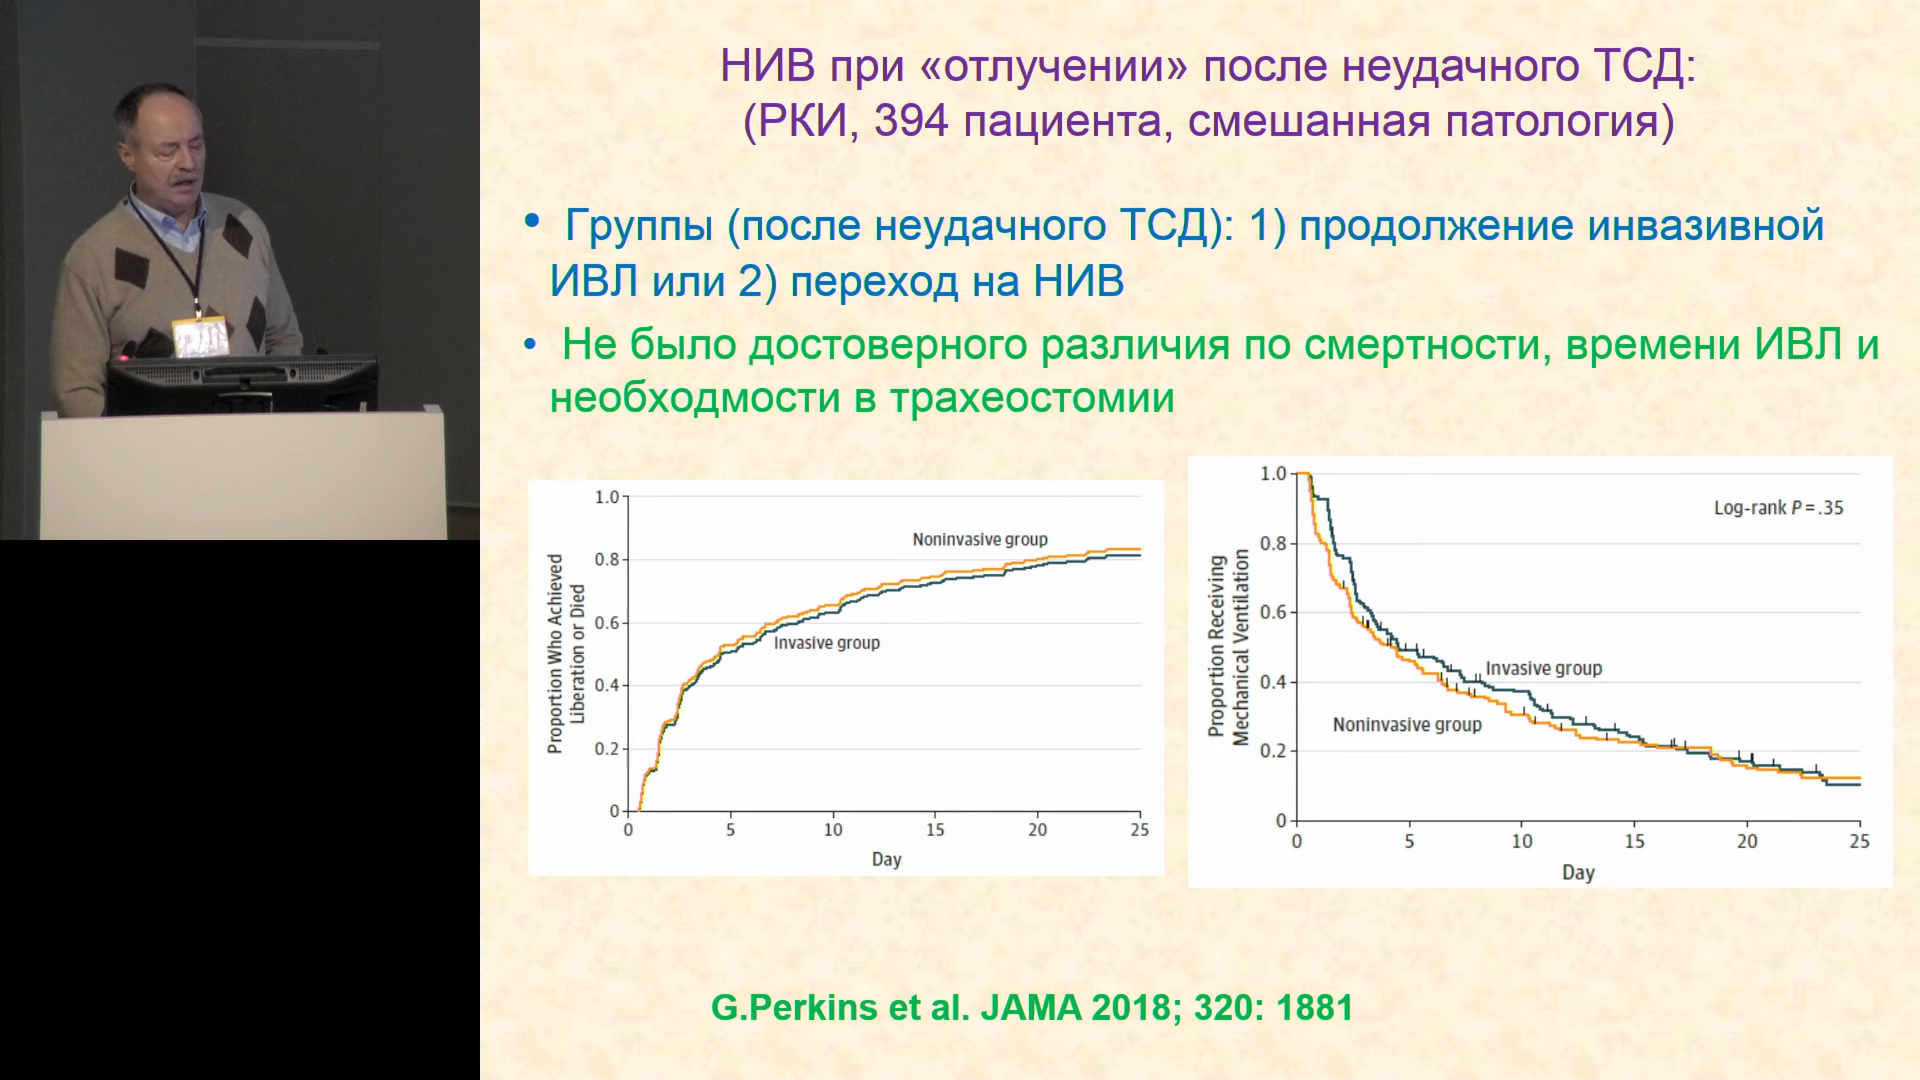 НИВ при «отлучении» после неудачного ТСД:
(РКИ, 394 пациента, смешанная патология)
• Группы (после неудачного ТСД): 1) продолжение инвазивной
ИВЛ или 2) переход на НИВ
• Не было достоверного различия по смертности, времени ИВЛ и
необходмости в трахеостомии
Proportion Who Achieved
Liberation or Died
1.0
0.8
0.6
0.4
0.2
0
Noninvasive group
Invasive group
0 5 10 15 20 25
Day
Proportion Receiving
Mechanical Ventilation
1.0
0.8
0.6
0.4
0.2
0
Log-rank P = .35
Invasive group
Noninvasive group
0 5 10 15 20 25
Day
G.Perkins et al. JAMA 2018; 320: 1881